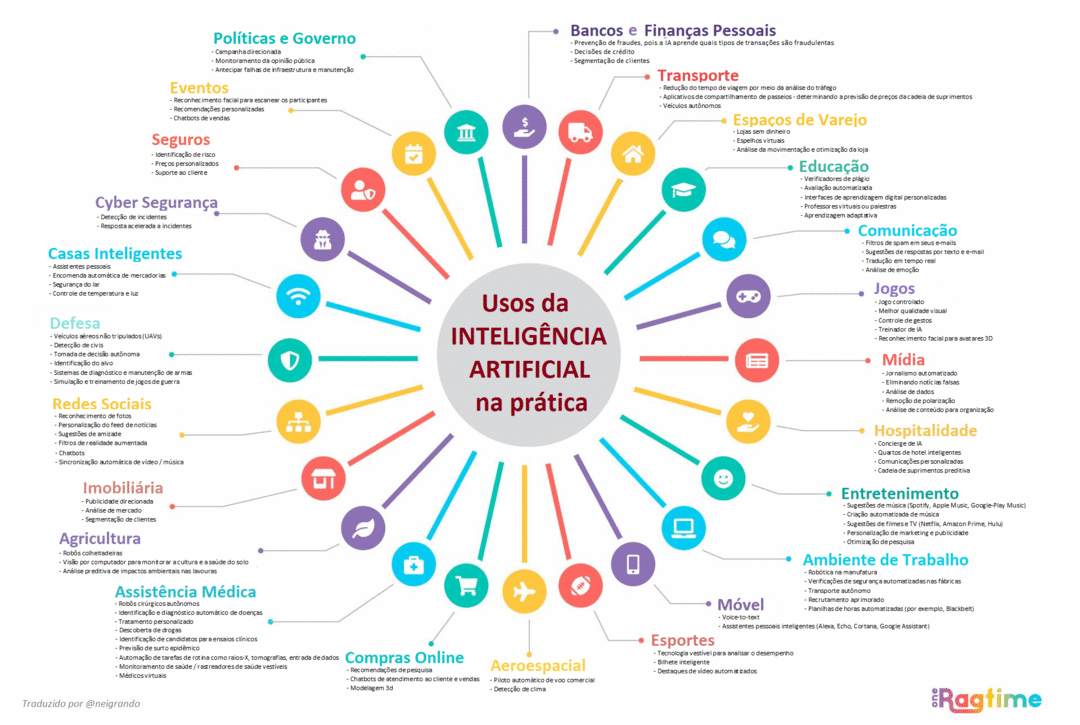 Bancos e Finanças Pessoais
- Prevenção de fraudes, pois a IA aprende quais tipos de transações são fraudulentas
- Decisões de crédito
- Segmentação de clientes
Transporte
- Redução do tempo de viagem por meio da análise do tráfego
- Aplicativos de compartilhamento de passeios - determinando a previsão de preços da cadeia de suprimentos
- Veículos autônomos
Espaços de Varejo
- Lojas sem dinheiro
- Espelhos virtuais
- Análise da movimentação e otimização da loja
Educação
- Verificadores de plágio
- Avaliação automatizada
- Interfaces de aprendizagem digital personalizadas
- Professores virtuais ou palestras
- Aprendizagem adaptativa
Comunicação
- Filtros de spam em seus e-mails
- Sugestões de respostas por texto e e-mail
- Tradução em tempo real
- Análise de emoção
Jogos
- Jogo controlado
- Melhor qualidade visual
- Controle de gestos
- Treinador de IA
- Reconhecimento facial para avatares 3D
Mídia
- Jornalismo automatizado
- Eliminando notícias falsas
- Análise de dados
- Remoção de polarização
- Análise de conteúdo para organização
Hospitalidade
- Concierge de IA
- Quartos de hotel inteligentes
- Comunicações personalizadas
- Cadeia de suprimentos preditiva
Entretenimento
- Sugestões de música (Spotify, Apple Music, Google-Play Music)
- Criação automatizada de música
- Sugestões de filmes e TV (Netflix, Amazon Prime, Hulu)
- Personalização de marketing e publicidade
- Otimização de pesquisa
Ambiente de Trabalho
- Robótica na manufatura
- Verificações de segurança automatizadas nas fábricas
- Transporte autônomo
- Recrutamento aprimorado
- Planilhas de horas automatizadas (por exemplo, Blackbelt)
Móvel
- Voice-to-text
- Assistentes pessoais inteligentes (Alexa, Echo, Cortana, Google Assistant)
Esportes
- Tecnologia vestível para analisar o desempenho
- Bilhete inteligente
- Destaques de vídeo automatizados
Aeroespacial
- Piloto automático de voo comercial
- Detecção de clima
Compras Online
- Recomendações de pesquisa
- Chatbots de atendimento ao cliente e vendas
- Modelagem 3d
Assistência Médica
- Robôs cirúrgicos autônomos
- Identificação e diagnóstico automático de doenças
- Tratamento personalizado
- Descoberta de drogas
- Identificação de candidatos para ensaios clínicos
- Previsão de surto epidêmico
- Automação de tarefas de rotina como raios-X, tomografias, entrada de dados
- Monitoramento de saúde / rastreadores de saúde vestíveis
- Médicos virtuais
Agricultura
- Robôs colheitadeiras
- Visão por computador para monitorar a cultura e a saúde do solo
- Análise preditiva de impactos ambientais nas lavouras
Imobiliária
- Publicidade direcionada
- Análise de mercado
- Segmentação de clientes
Redes Sociais
- Reconhecimento de fotos
- Personalização do feed de notícias
- Sugestões de amizade
- Filtros de realidade aumentada
- Chatbots
- Sincronização automática de vídeo / música
Defesa
- Veículos aéreos não tripulados (UAVs)
- Detecção de civis
- Tomada de decisão autônoma
- Identificação do alvo
- Sistemas de diagnóstico e manutenção de armas
- Simulação e treinamento de jogos de guerra
Casas Inteligentes
- Assistentes pessoais
- Encomenda automática de mercadorias
- Segurança do lar
- Controle de temperatura e luz
Cyber Segurança
- Detecção de incidentes
- Resposta acelerada a incidentes
Seguros
- Identificação de risco
- Preços personalizados
- Suporte ao cliente
Eventos
- Reconhecimento facial para escanear os participantes
- Recomendações personalizadas
- Chatbots de vendas
Políticas e Governo
- Campanha direcionada
- Monitoramento da opinião pública
- Antecipar falhas de infraestrutura e manutenção
Usos da
INTELIGÊNCIA
ARTIFICIAL
na prática
Traduzido por @neigrando
one Ragtime